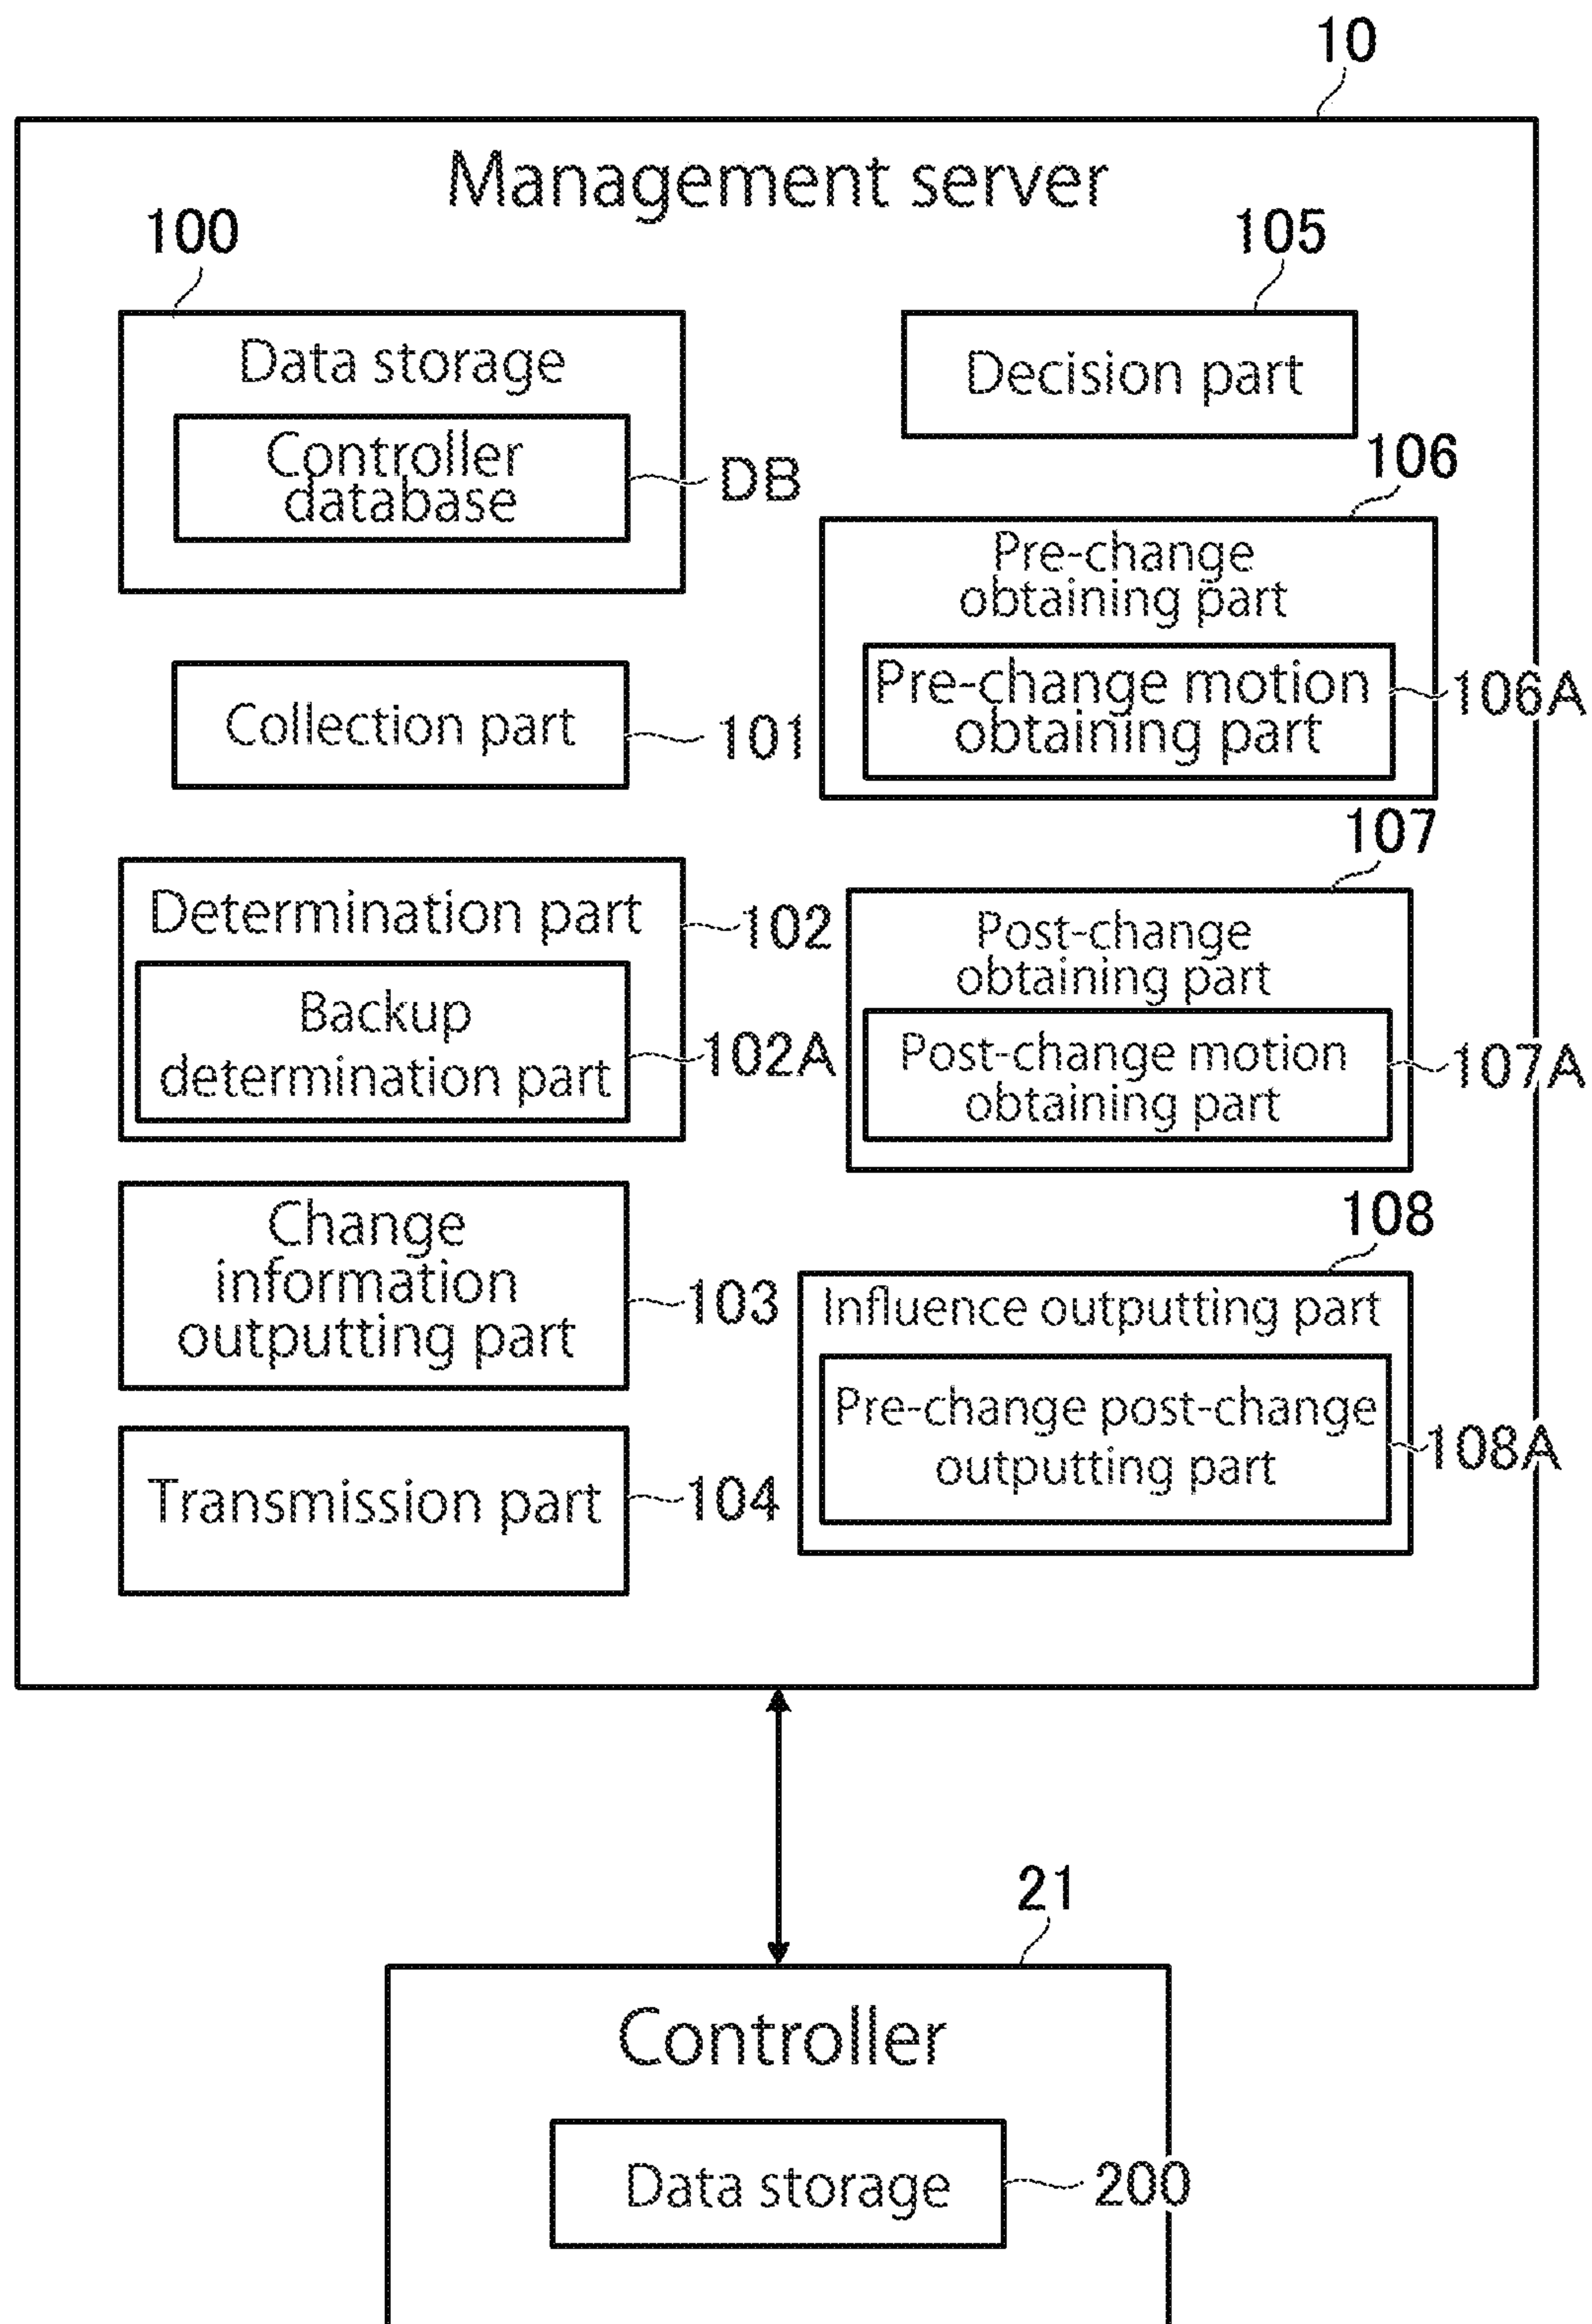 10
Management server
100
Data storage
Controller
database
DB
Collection part
101
Determination part
102
Backup
determination part
102A
Change
information
outputting part
103
Transmission part
104
105
Decision part
106
Pre-change
obtaining part
Pre-change motion
obtaining part
106A
107
Post-change
obtaining part
Post-change motion
obtaining part
107A
108
Influence outputting part
Pre-change post-change
outputting part
108A
21
Controller
Data storage
200